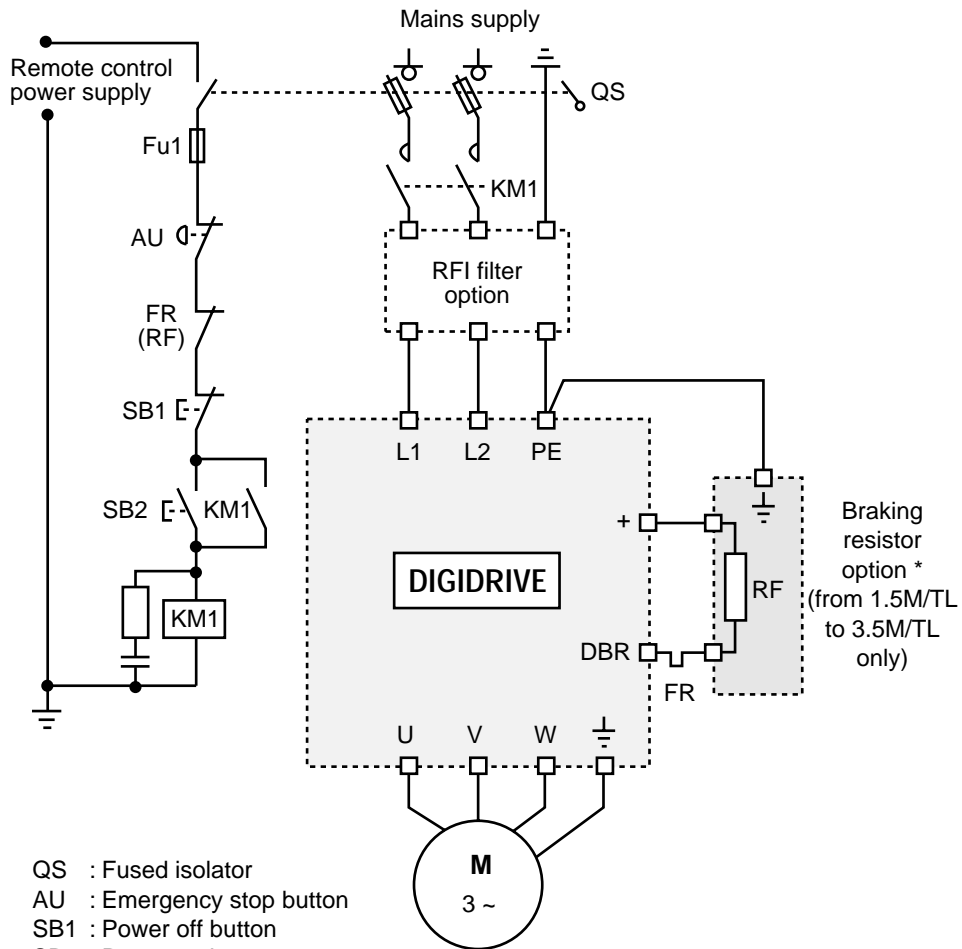 Mains supply
Remote control
power supply
QS
Fu1
KM1
AU
RFI filter
option
FR
(RF)
SB1
L1 L2 PE
SB2 KM1
+
Braking
resistor
option *
(from 1.5M/TL
to 3.5M/TL
only)
DIGIDRIVE
RF
KM1
DBR
FR
U V W
M
3 ~
QS : Fused isolator
AU : Emergency stop button
SB1 : Power off button